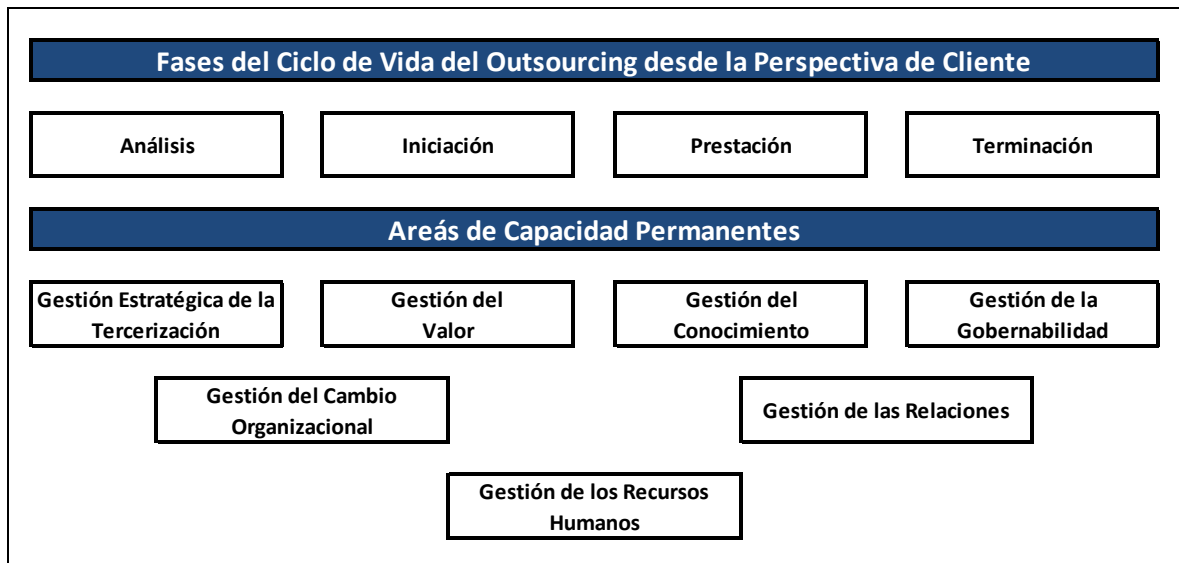 Fases del Ciclo de Vida del Outsourcing desde la Perspectiva de Cliente
Análisis
Iniciación
Prestación
Terminación
Areás de Capacidad Permanentes
Gestión Estratégica de la
Tercerización
Gestión del
Valor
Gestión del
Conocimiento
Gestión de la
Gobernabilidad
Gestión del Cambio
Organizacional
Gestión de las Relaciones
Gestión de los Recursos
Humanos